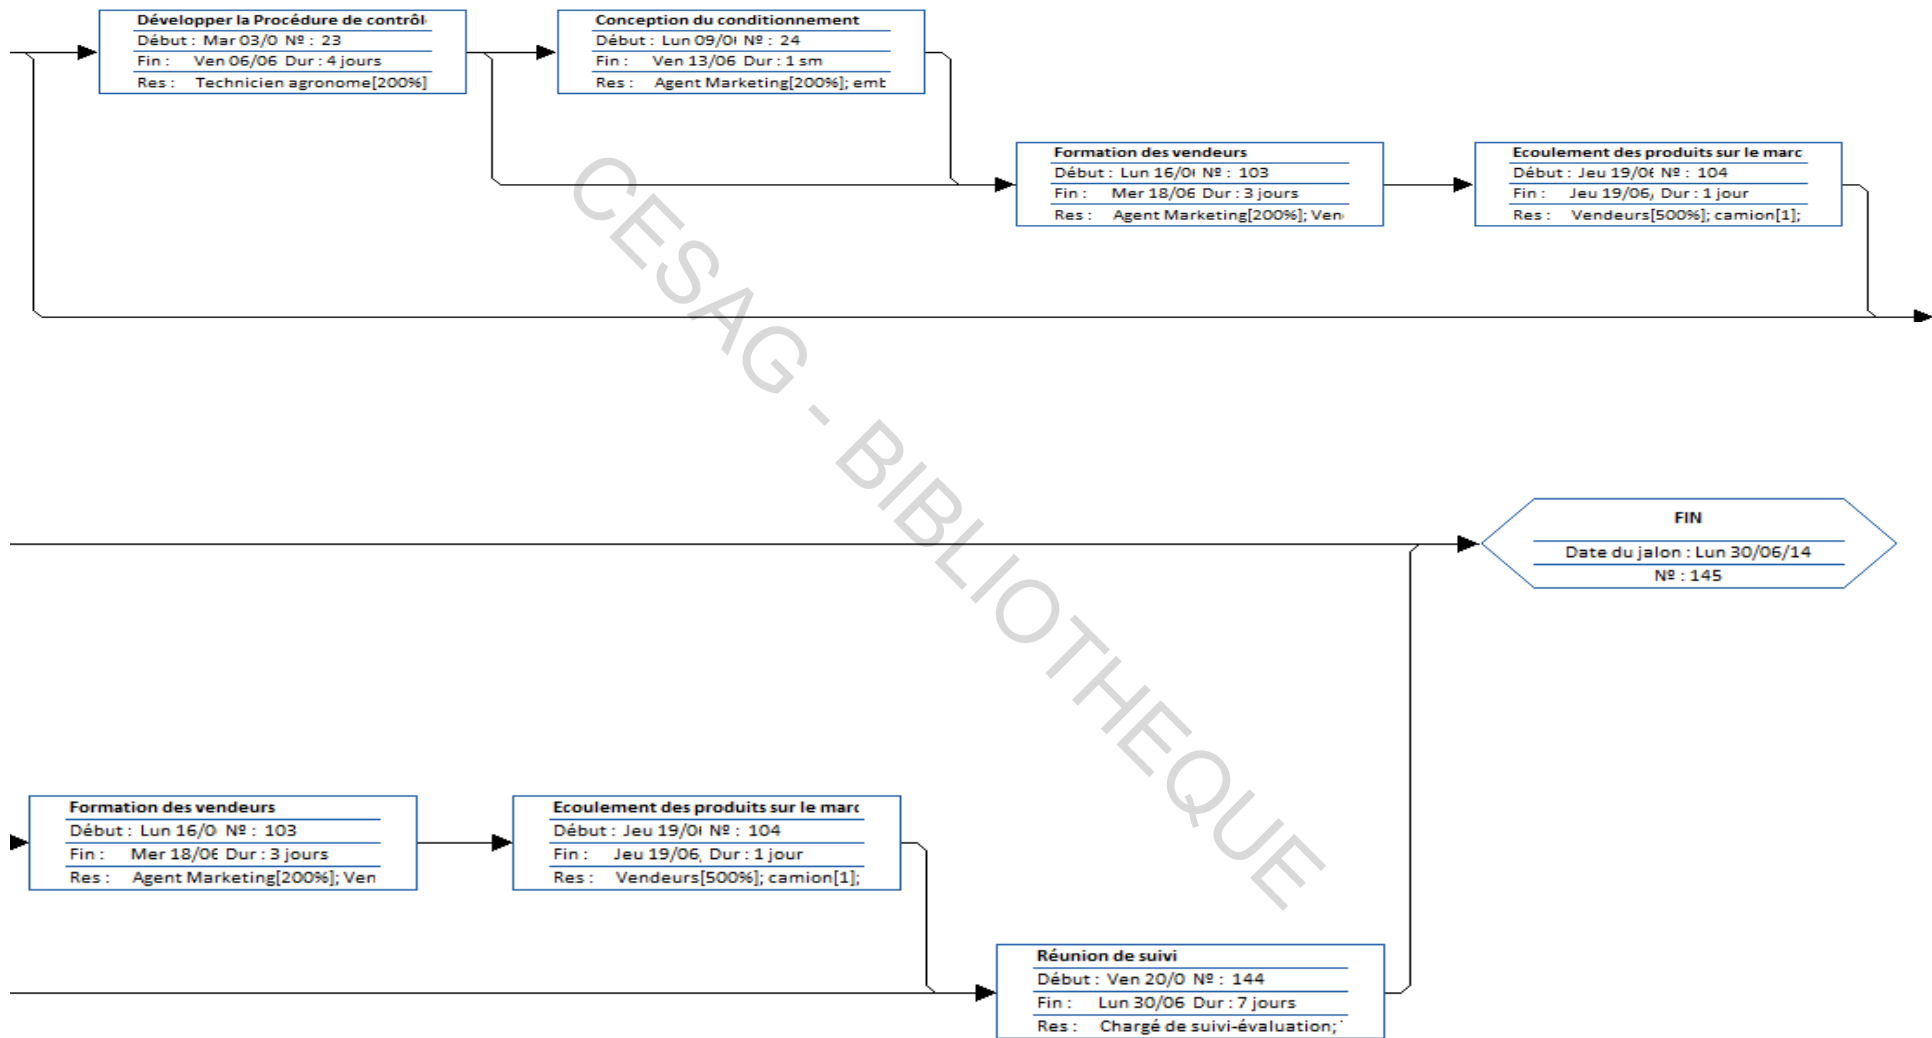 Développer la Procédure de contrôl
Début : Mar 03/0 Nº : 23
Fin : Ven 06/06 Dur : 4 jours
Res : Technicien agronome[200%]
Conception du conditionnement
Début : Lun 09/0 Nº : 24
Fin : Ven 13/06 Dur : 1 sm
Res : Agent Marketing[200%]; emb
Formation des vendeurs
Début : Lun 16/0 Nº : 103
Fin : Mer 18/06 Dur : 3 jours
Res : Agent Marketing[200%]; Ven
Ecoulement des produits sur le marc
Début : Jeu 19/06 Nº : 104
Fin : Jeu 19/06/ Dur : 1 jour
Res : Vendeurs[500%]; camion[1];
CESAG - BIBLIOTHEQUE
FIN
Date du jalon : Lun 30/06/14
Nº : 145
Formation des vendeurs
Début : Lun 16/0 Nº : 103
Fin : Mer 18/06 Dur : 3 jours
Res : Agent Marketing[200%]; Ven
Ecoulement des produits sur le marc
Début : Jeu 19/0 Nº : 104
Fin : Jeu 19/06/ Dur : 1 jour
Res : Vendeurs[500%]; camion[1];
Réunion de suivi
Début : Ven 20/0 Nº : 144
Fin : Lun 30/06 Dur : 7 jours
Res : Chargé de suivi-évaluation;